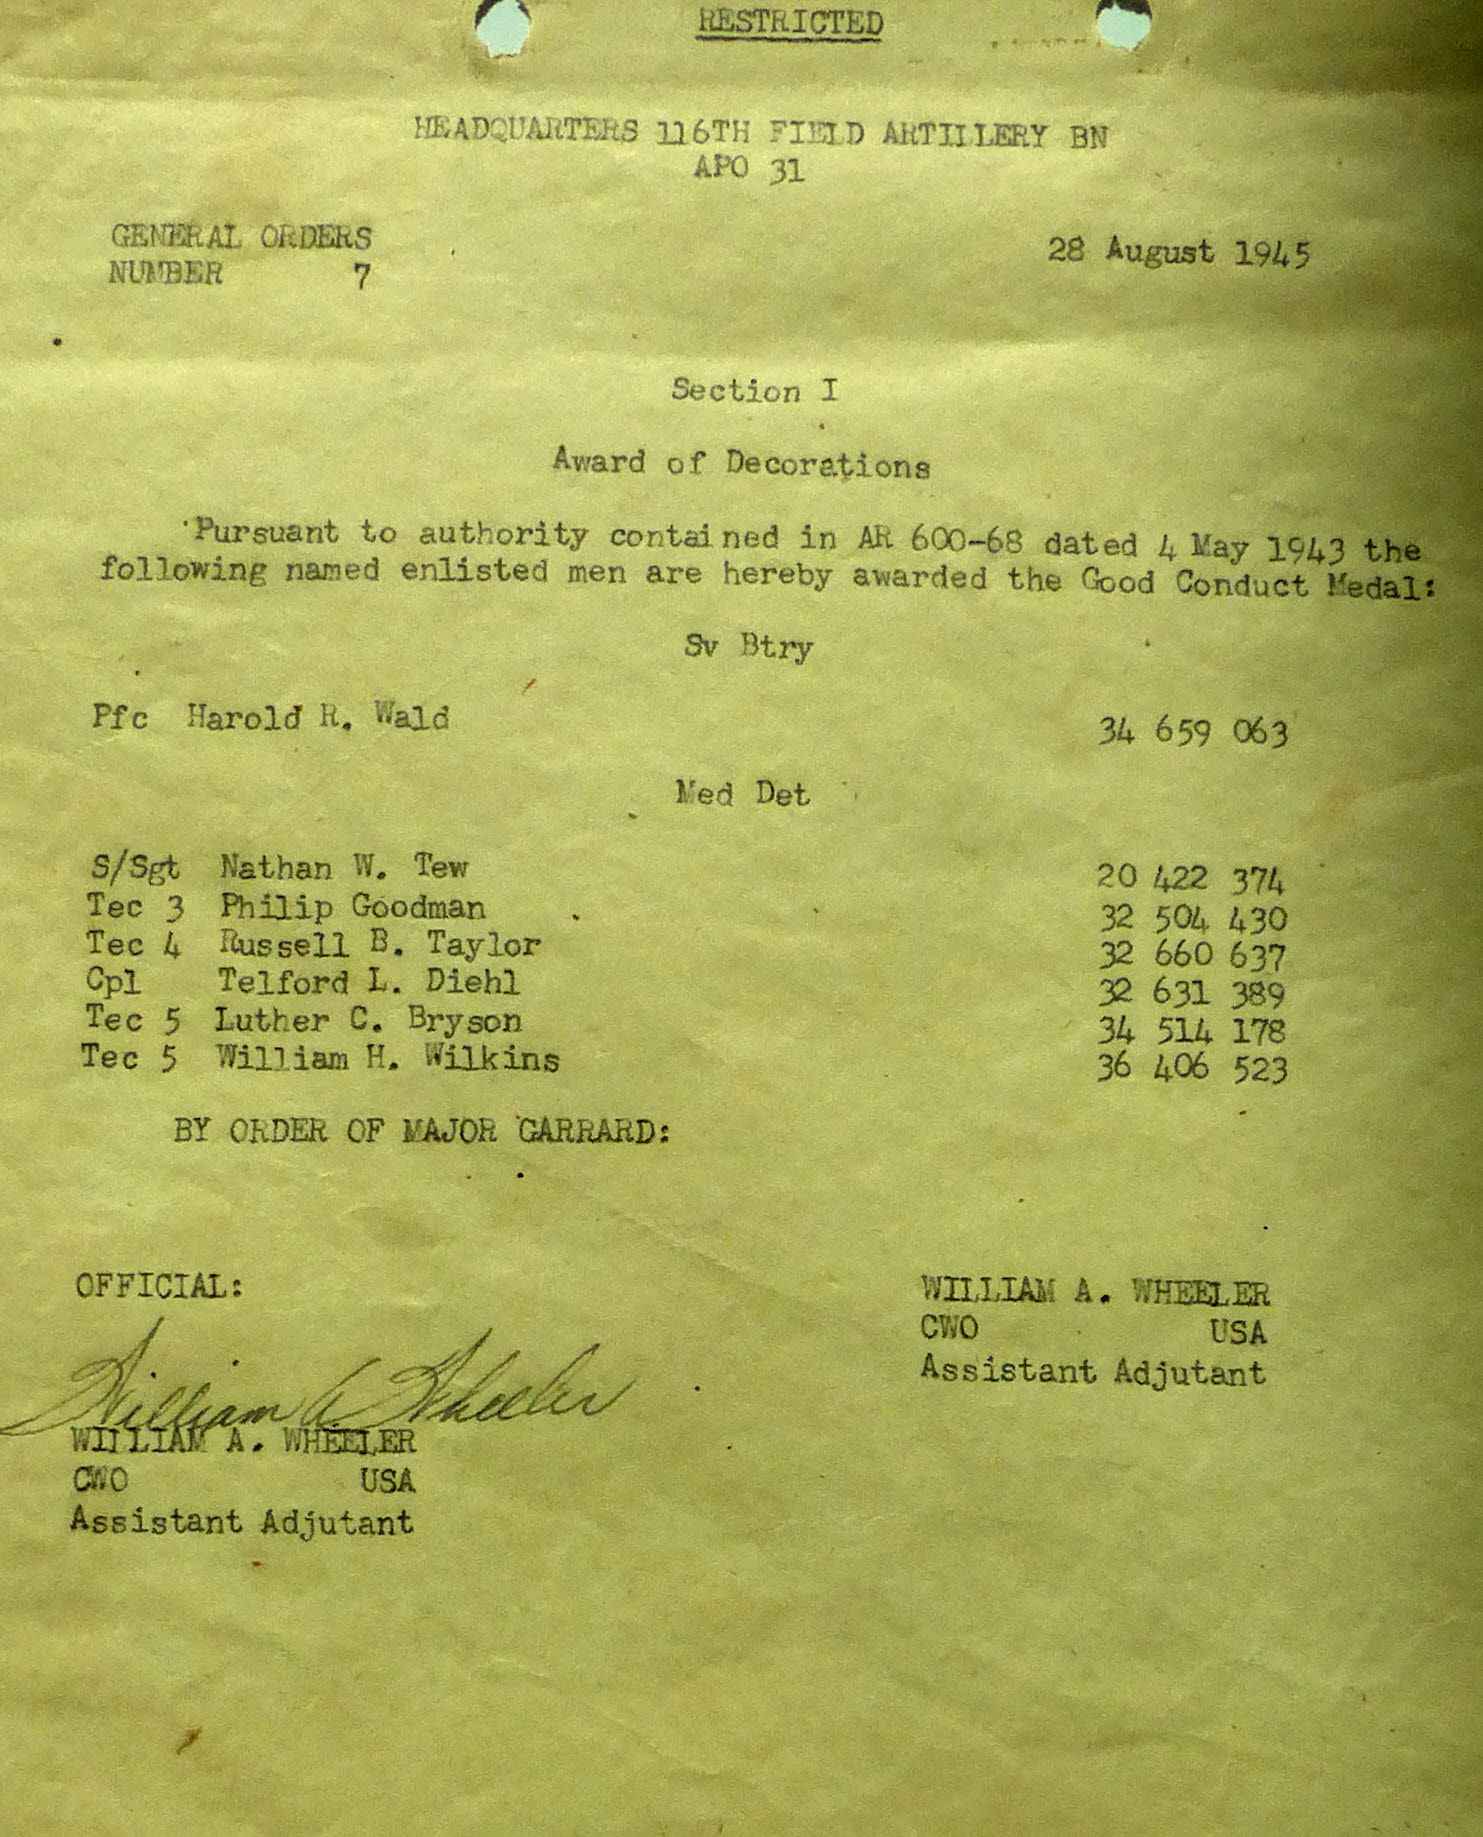 RESTRICTED
HEADQUARTERS 116TH FIELD ARTILLERY BN
APO 31
GENERAL ORDERS
NUMBER 7
28 August 1945
Section I
Award of Decorations
Pursuant to authority contained in AR 600-68 dated 4 May 1943 the
following named enlisted men are hereby awarded the Good Conduct Medal:
Sv Btry
Pfc Harold R. Wald 34 659 063
Med Det
S/Sgt Nathan W. Tew 20 422 374
Tec 3 Philip Goodman 32 504 430
Tec 4 Russell B. Taylor 32 660 637
Cpl Telford L. Diehl 32 631 389
Tec 5 Luther C. Bryson 34 514 178
Tec 5 William H. Wilkins 36 406 523
BY ORDER OF MAJOR GARRARD:
WILLIAM A. WHEELER
CWO USA
Assistant Adjutant
OFFICIAL:
William A Wheeler
WILLIAM A. WHEELER
CWO USA
Assistant Adjutant